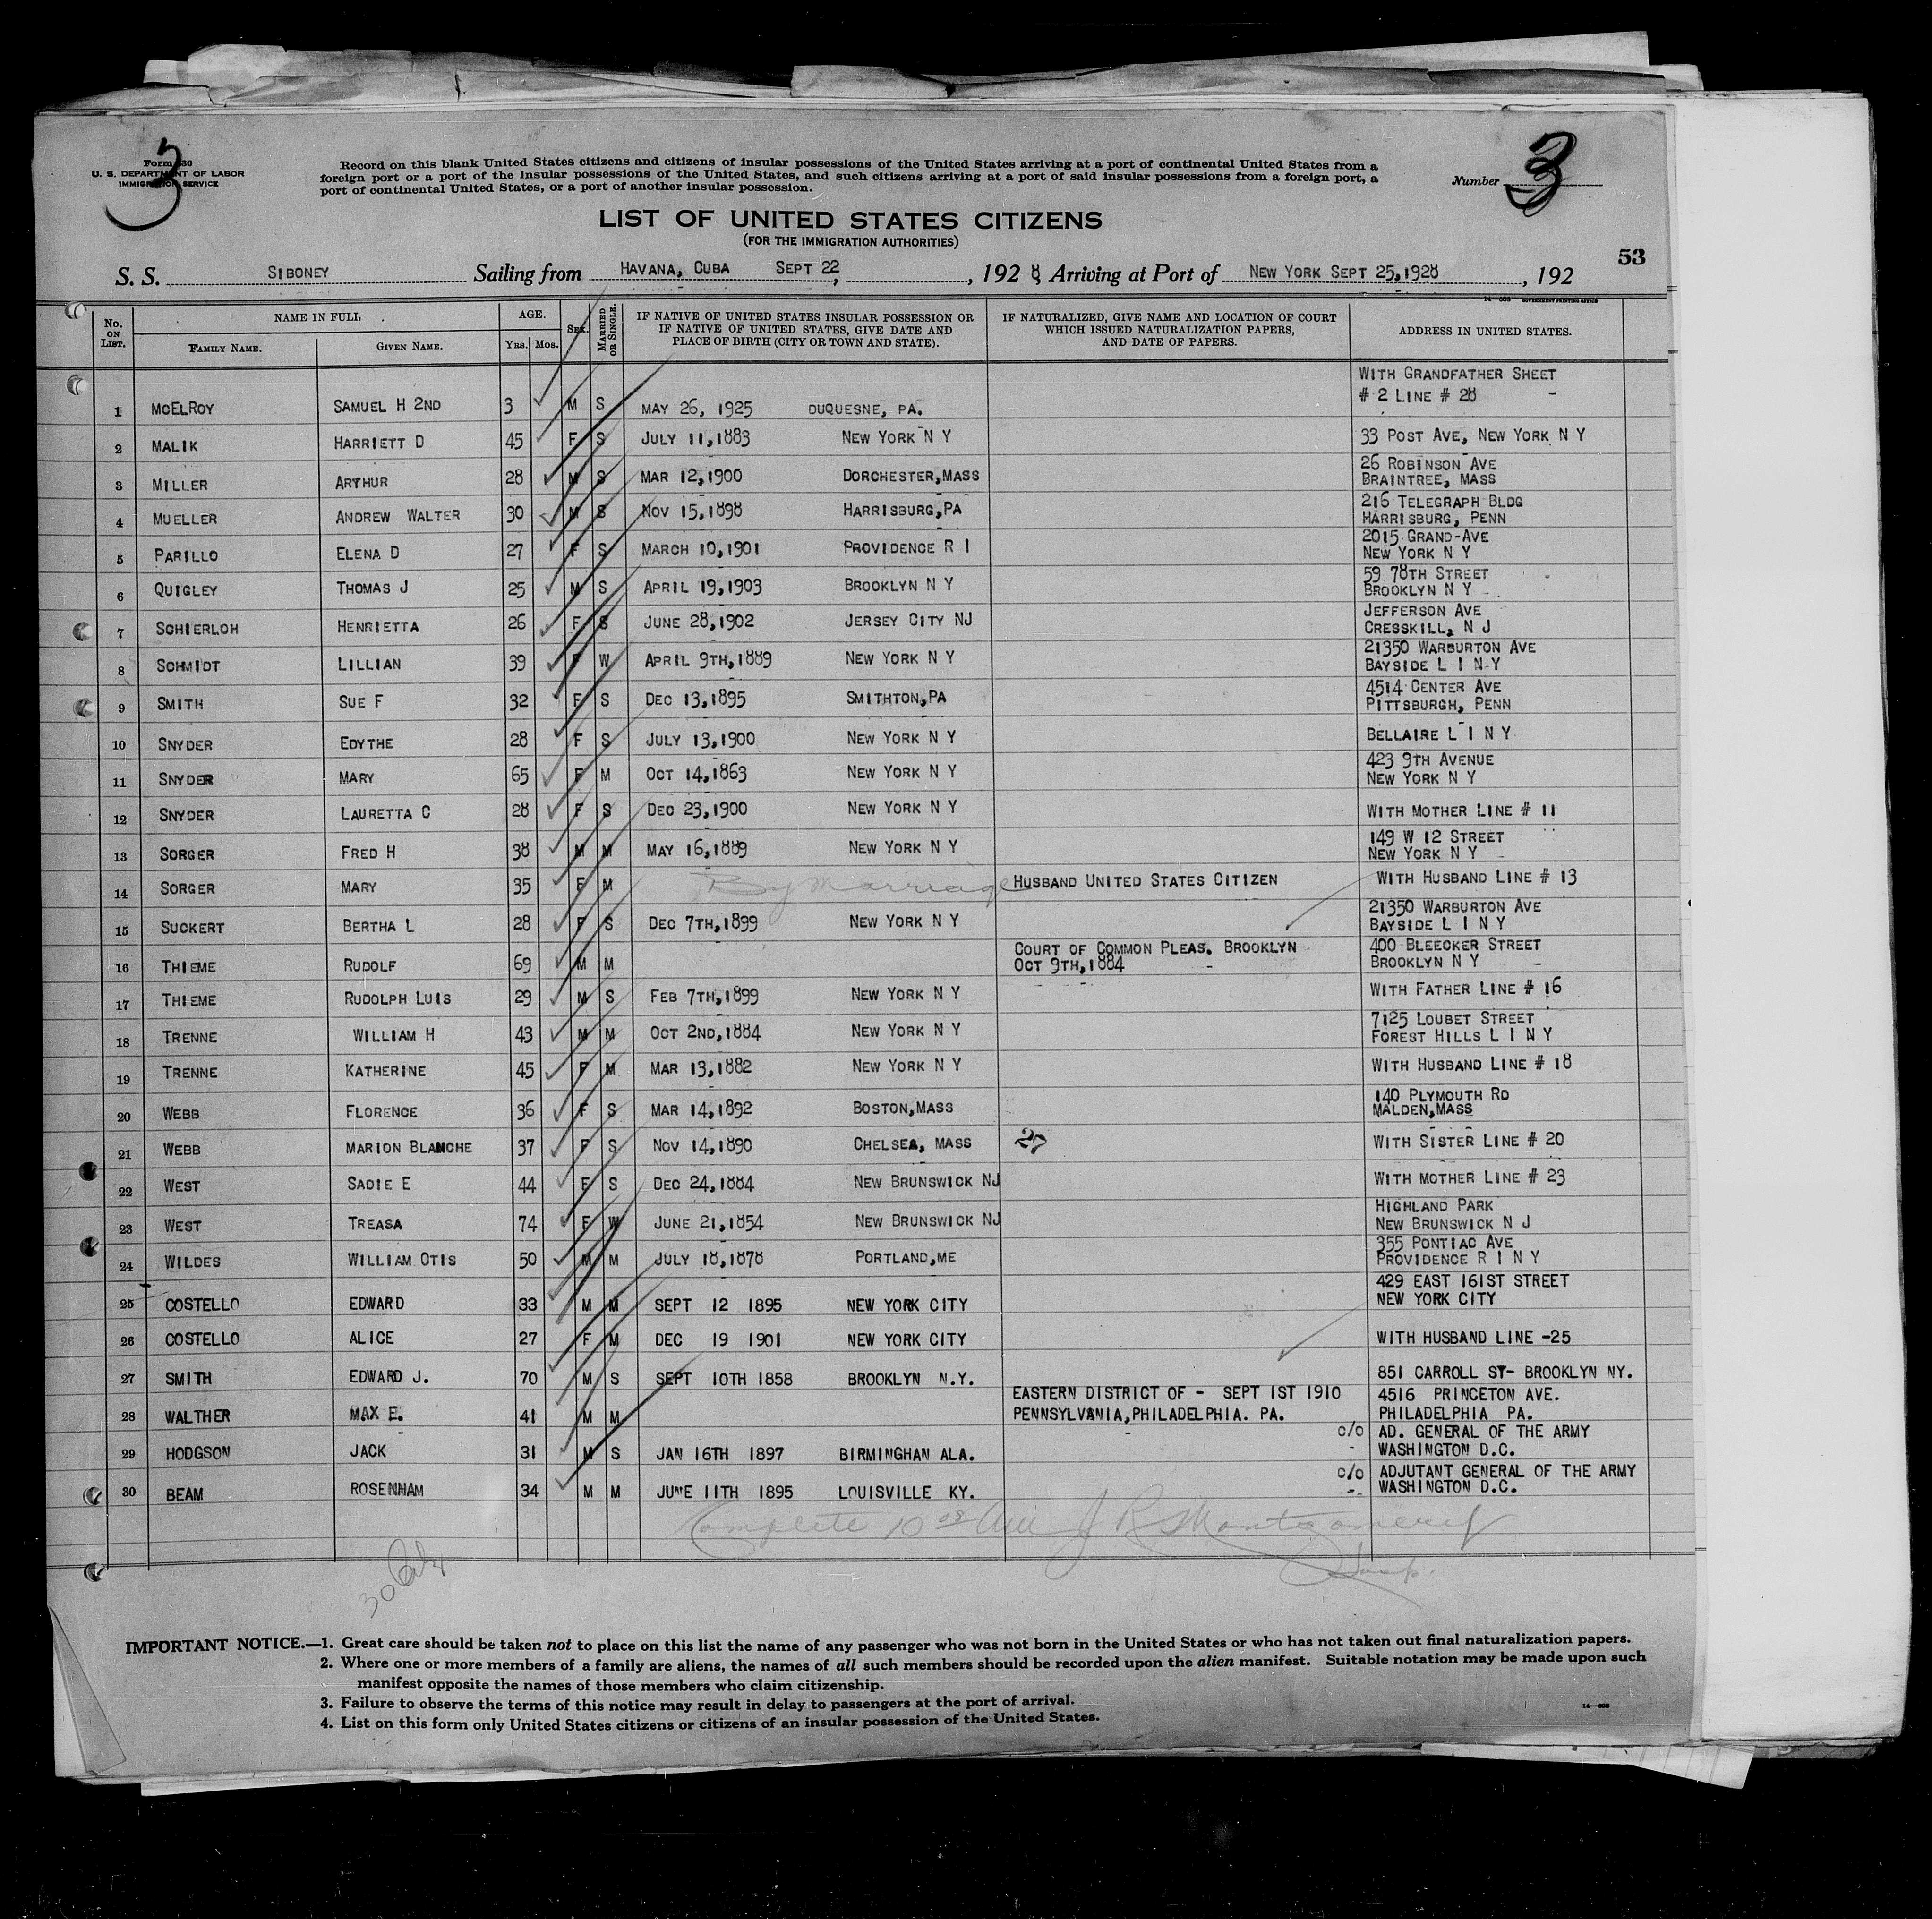 3
Form 630
U. S. DEPARTMENT OF LABOR
IMMIGRATION SERVICE
Record on this blank United States citizens and citizens of insular possessions of the United States arriving at a port of continental United States from a
foreign port or a port of the insular possessions of the United States, and such citizens arriving at a port of said insular possessions from a foreign port, a
port of continental United States, or a port of another insular possession.
Number 3
LIST OF UNITED STATES CITIZENS
(FOR THE IMMIGRATION AUTHORITIES)
53
S. S. SIBONEY Sailing from HAVANA, CUBA SEPT 22, , 192 8, Arriving at Port of NEW YORK SEPT 25,1928 , 192
14—608 GOVERNMENT PRINTING OFFICE
No. ON LIST. NAME IN FULL FAMILY NAME. GIVEN NAME. AGE. YRS. MOS. SEX. MARRIED OR SINGLE. IF NATIVE OF UNITED STATES INSULAR POSSESSION OR IF NATIVE OF UNITED STATES, GIVE DATE AND PLACE OF BIRTH (CITY OR TOWN AND STATE). IF NATURALIZED, GIVE NAME AND LOCATION OF COURT WHICH ISSUED NATURALIZATION PAPERS, AND DATE OF PAPERS. ADDRESS IN UNITED STATES.
1 MCELROY SAMUEL H 2ND 3 M S MAY 26, 1925 DUQUESNE, PA. WITH GRANDFATHER SHEET # 2 LINE # 28
2 MALIK HARRIETT D 45 F S JULY 11,1883 NEW YORK N Y 33 POST AVE, NEW YORK N Y
3 MILLER ARTHUR 28 M S MAR 12,1900 DORCHESTER,MASS 26 ROBINSON AVE BRAINTREE, MASS
4 MUELLER ANDREW WALTER 30 M S NOV 15,1898 HARRISBURG,PA 216 TELEGRAPH BLDG HARRISBURG, PENN
5 PARILLO ELENA D 27 F S MARCH 10,1901 PROVIDENCE R I 2015 GRAND-AVE NEW YORK N Y
6 QUIGLEY THOMAS J 25 M S APRIL 19,1903 BROOKLYN N Y 59 78TH STREET BROOKLYN N Y
7 SCHIERLOH HENRIETTA 26 F S JUNE 28,1902 JERSEY CITY NJ JEFFERSON AVE CRESSKILL, N J
8 SCHMIDT LILLIAN 39 F W APRIL 9TH,1889 NEW YORK N Y 21350 WARBURTON AVE BAYSIDE L I N Y
9 SMITH SUE F 32 F S DEC 13,1895 SMITHTON,PA 4514 CENTER AVE PITTSBURGH, PENN
10 SNYDER EDYTHE 28 F S JULY 13,1900 NEW YORK N Y BELLAIRE L I N Y
11 SNYDER MARY 65 F M OCT 14,1863 NEW YORK N Y 423 9TH AVENUE NEW YORK N Y
12 SNYDER LAURETTA C 28 F S DEC 23,1900 NEW YORK N Y WITH MOTHER LINE # 11
13 SORGER FRED H 38 M M MAY 16,1889 NEW YORK N Y 149 W 12 STREET NEW YORK N Y
14 SORGER MARY 35 F M By Marriage HUSBAND UNITED STATES CITIZEN WITH HUSBAND LINE # 13
15 SUCKERT BERTHA L 28 F S DEC 7TH,1899 NEW YORK N Y 21350 WARBURTON AVE BAYSIDE L I N Y
16 THIEME RUDOLF 69 M M COURT OF COMMON PLEAS. BROOKLYN OCT 9TH,1884 400 BLEECKER STREET BROOKLYN N Y
17 THIEME RUDOLPH LUIS 29 M S FEB 7TH,1899 NEW YORK N Y WITH FATHER LINE # 16
18 TRENNE WILLIAM H 43 M M OCT 2ND,1884 NEW YORK N Y 7125 LOUBET STREET FOREST HILLS L I N Y
19 TRENNE KATHERINE 45 F M MAR 13,1882 NEW YORK N Y WITH HUSBAND LINE # 18
20 WEBB FLORENCE 36 F S MAR 14,1892 BOSTON,MASS 140 PLYMOUTH RD MALDEN,MASS
21 WEBB MARION BLANCHE 37 F S NOV 14,1890 CHELSEA, MASS 27 WITH SISTER LINE # 20
22 WEST SADIE E 44 F S DEC 24,1884 NEW BRUNSWICK NJ WITH MOTHER LINE # 23
23 WEST TREASA 74 F W JUNE 21,1854 NEW BRUNSWICK NJ HIGHLAND PARK NEW BRUNSWICK N J
24 WILDES WILLIAM OTIS 50 M M JULY 18,1878 PORTLAND,ME 355 PONTIAC AVE PROVIDENCE R I N Y
25 COSTELLO EDWARD 33 M M SEPT 12 1895 NEW YORK CITY 429 EAST 161ST STREET NEW YORK CITY
26 COSTELLO ALICE 27 F M DEC 19 1901 NEW YORK CITY WITH HUSBAND LINE -25
27 SMITH EDWARD J. 70 M S SEPT 10TH 1858 BROOKLYN N.Y. 851 CARROLL ST- BROOKLYN NY.
28 WALTHER MAX E. 41 M M EASTERN DISTRICT OF - SEPT 1ST 1910 PENNSYLVANIA,PHILADELPHIA. PA. 4516 PRINCETON AVE. PHILADELPHIA PA.
29 HODGSON JACK 31 M S JAN 16TH 1897 BIRMINGHAN ALA. c/o AD. GENERAL OF THE ARMY WASHINGTON D.C.
30 BEAM ROSENHAM 34 M M JUNE 11TH 1895 LOUISVILLE KY. c/o ADJUTANT GENERAL OF THE ARMY WASHINGTON D.C.
Complete 10 08 AM J R Montgomery
Insp.
30
IMPORTANT NOTICE.—1. Great care should be taken not to place on this list the name of any passenger who was not born in the United States or who has not taken out final naturalization papers.
2. Where one or more members of a family are aliens, the names of all such members should be recorded upon the alien manifest. Suitable notation may be made upon such
manifest opposite the names of those members who claim citizenship.
3. Failure to observe the terms of this notice may result in delay to passengers at the port of arrival.
4. List on this form only United States citizens or citizens of an insular possession of the United States.
14—608